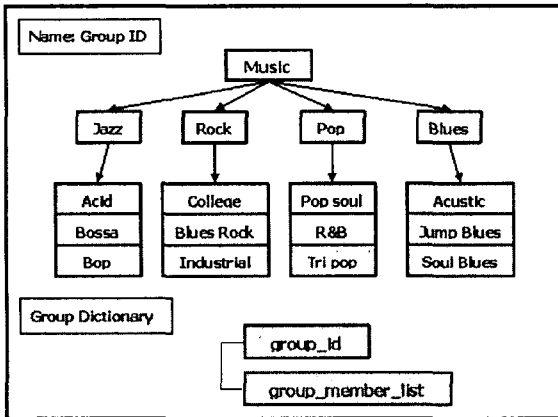 Name: Group ID
Music
Jazz Rock Pop Blues
Acid College Pop soul Acustic
Bossa Blues Rock R&B Jump Blues
Bop Industrial Tri pop Soul Blues
Group Dictionary
group_id
group_member_list